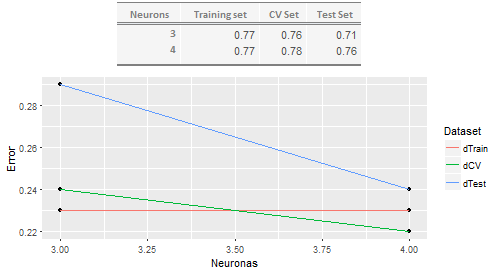 Neurons Training set CV Set Test Set
3 0.77 0.76 0.71
4 0.77 0.78 0.76
0.28
0.26
0.24
0.22
Error
3.00 3.25 3.50 3.75 4.00
Neuronas
Dataset
dTrain
dCV
dTest